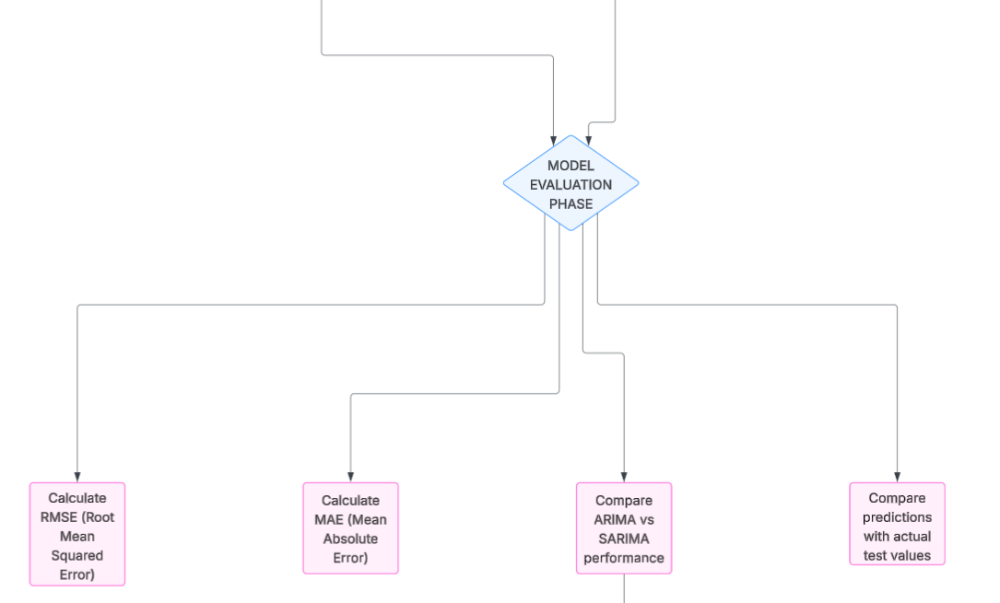 MODEL
EVALUATION
PHASE
Calculate
RMSE (Root
Mean
Squared
Error)
Calculate
MAE (Mean
Absolute
Error)
Compare
ARIMA vs
SARIMA
performance
Compare
predictions
with actual
test values